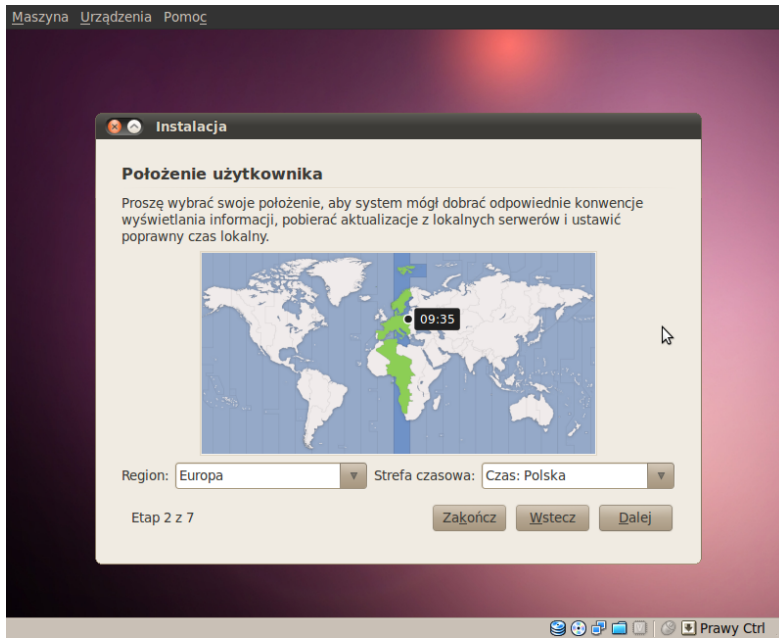 Maszyna Urządzenia Pomoc
Instalacja
Położenie użytkownika
Proszę wybrać swoje położenie, aby system mógł dobrać odpowiednie konwencje
wyświetlania informacji, pobierać aktualizacje z lokalnych serwerów i ustawić
poprawny czas lokalny.
09:35
Region: Europa Strefa czasowa: Czas: Polska
Etap 2 z 7 Zakończ Wstecz Dalej
Prawy Ctrl